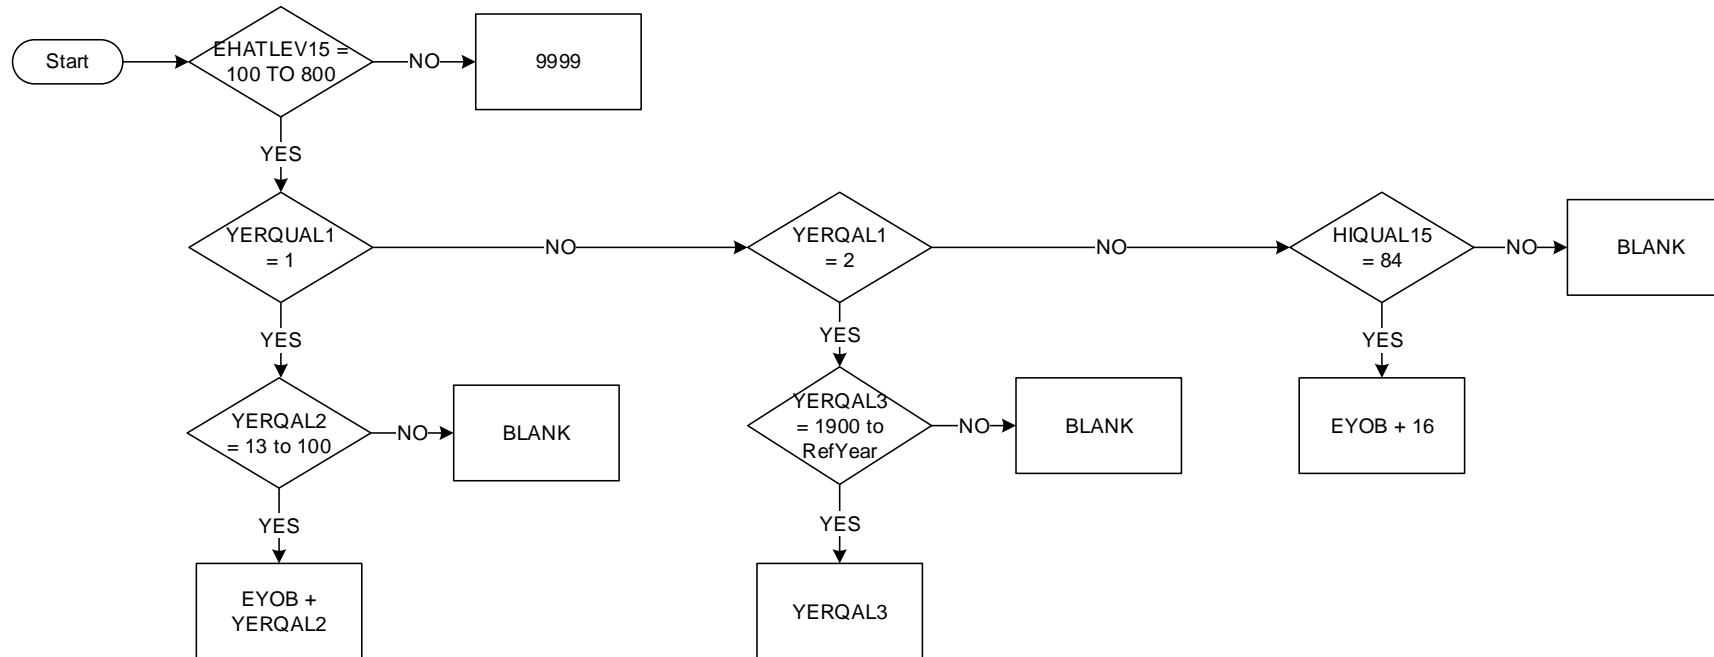 Start
EHATLEV15 =
100 TO 800
NO
9999
YES
YERQUAL1
= 1
NO
YERQAL1
= 2
NO
HIQUAL15
= 84
NO
BLANK
YES
YES
YES
YERQAL2
= 13 to 100
NO
BLANK
YERQAL3
= 1900 to
RefYear
NO
BLANK
EYOB + 16
YES
YES
EYOB +
YERQAL2
YERQAL3